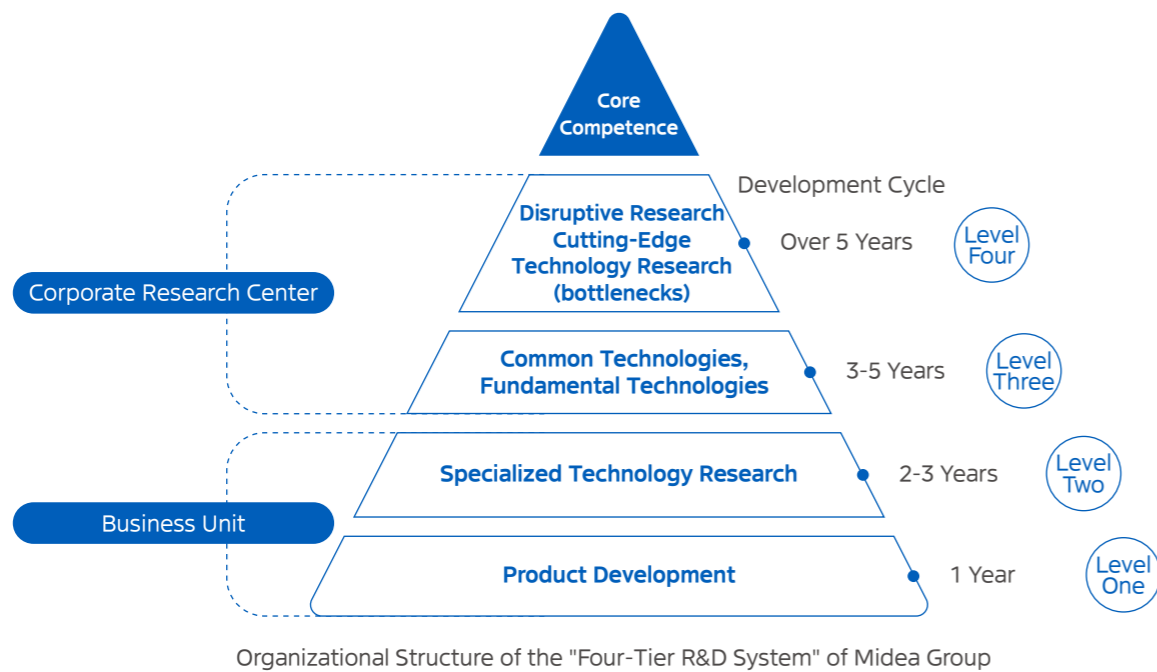 Core
Competence
Development Cycle
Disruptive Research
Cutting-Edge
Technology Research
(bottlenecks)
Over 5 Years
Level
Four
Corporate Research Center
Common Technologies,
Fundamental Technologies
3-5 Years
Level
Three
Specialized Technology Research
2-3 Years
Level
Two
Business Unit
Product Development
1 Year
Level
One
Organizational Structure of the "Four-Tier R&D System" of Midea Group